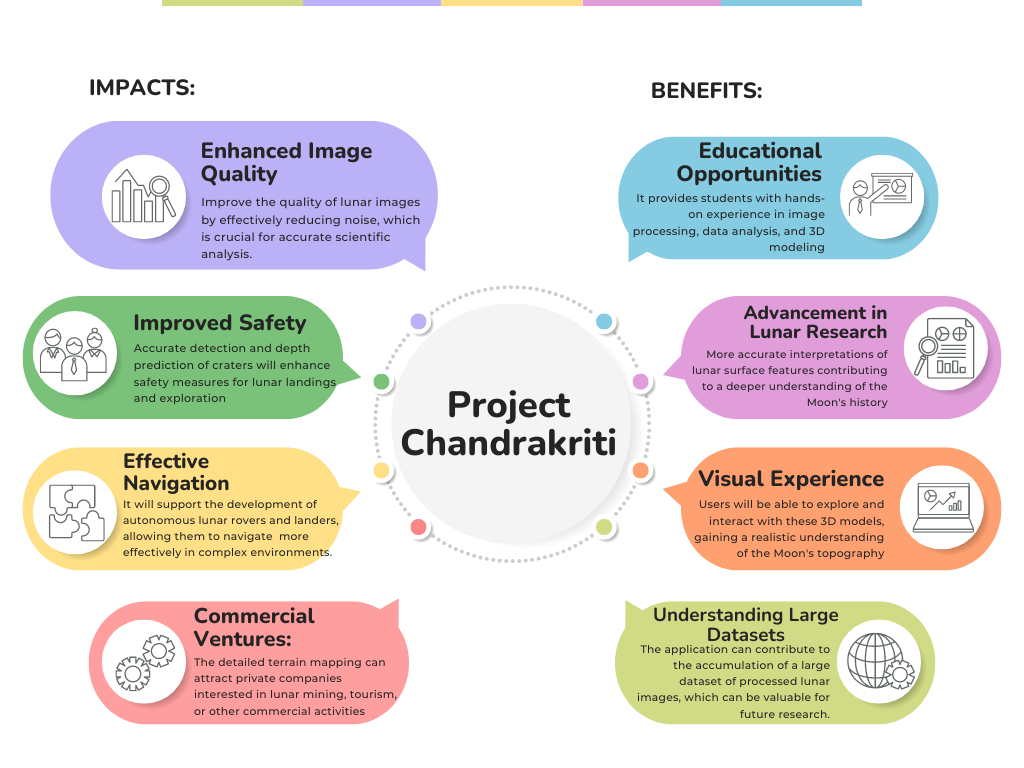 IMPACTS:
Enhanced Image
Quality
Improve the quality of lunar images
by effectively reducing noise, which
is crucial for accurate scientific
analysis.
Improved Safety
Accurate detection and depth
prediction of craters will enhance
safety measures for lunar landings
and exploration
Effective
Navigation
It will support the development of
autonomous lunar rovers and landers,
allowing them to navigate  more
effectively in complex environments.
Commercial
Ventures:
The detailed terrain mapping can
attract private companies
interested in lunar mining, tourism,
or other commercial activities
Project
Chandrakriti
BENEFITS:
Educational
Opportunities
It provides students with hands-
on experience in image
processing, data analysis, and 3D
modeling
Advancement in
Lunar Research
More accurate interpretations of
lunar surface features contributing
to a deeper understanding of the
Moon's history
Visual Experience
Users will be able to explore and
interact with these 3D models,
gaining a realistic understanding
of the Moon's topography
Understanding Large
Datasets
The application can contribute to
the accumulation of a large
dataset of processed lunar
images, which can be valuable for
future research.